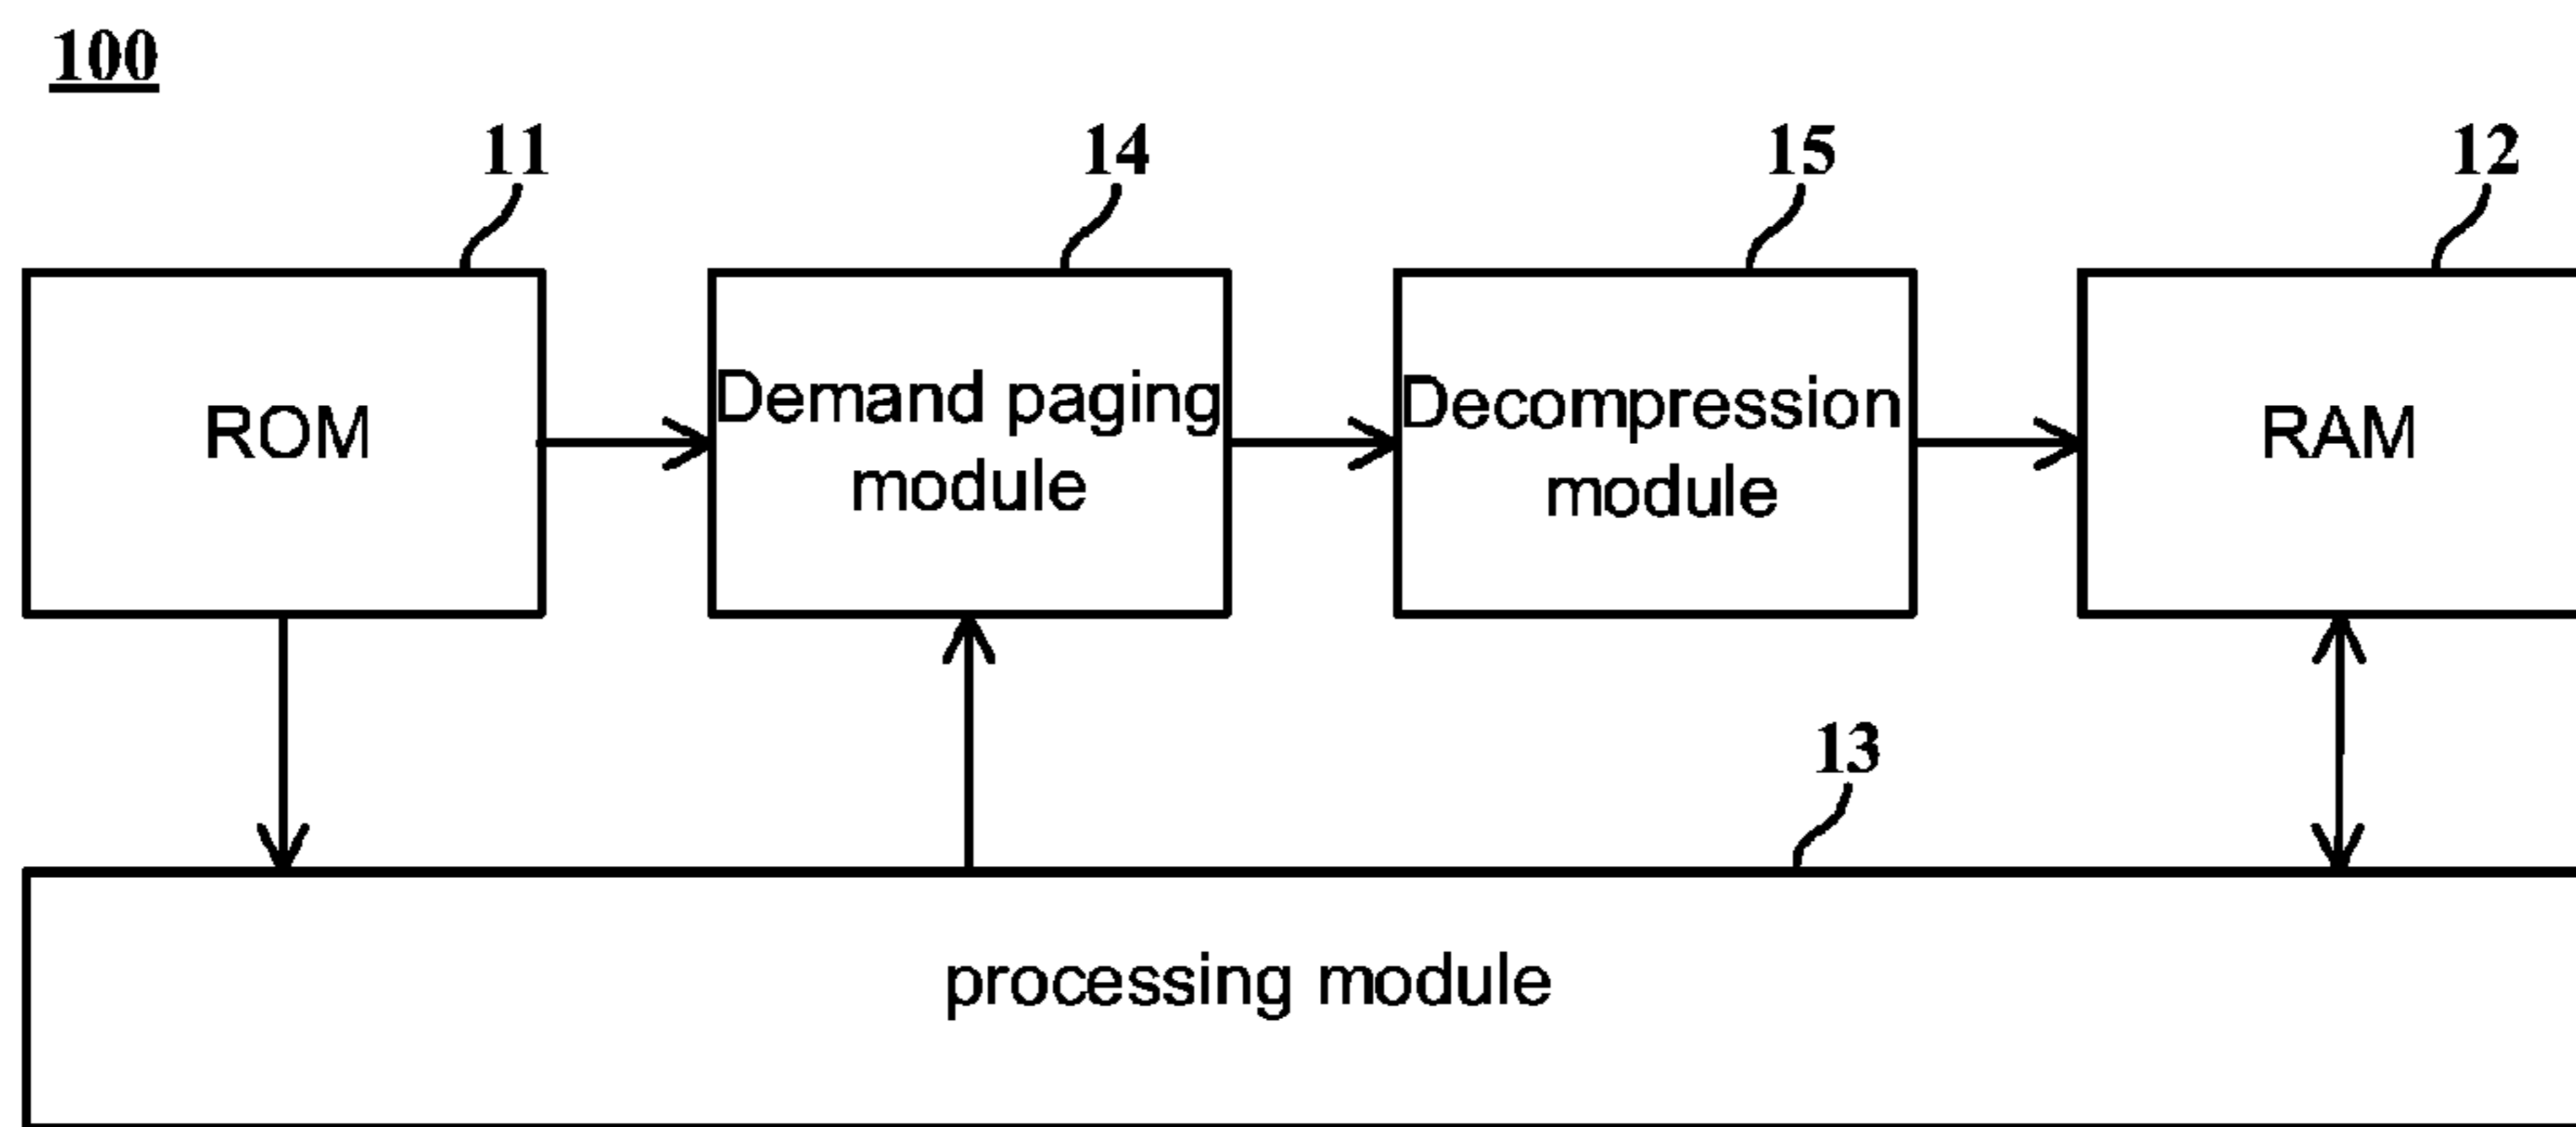 100
11
14
15
12
ROM
Demand paging
module
Decompression
module
RAM
13
processing module